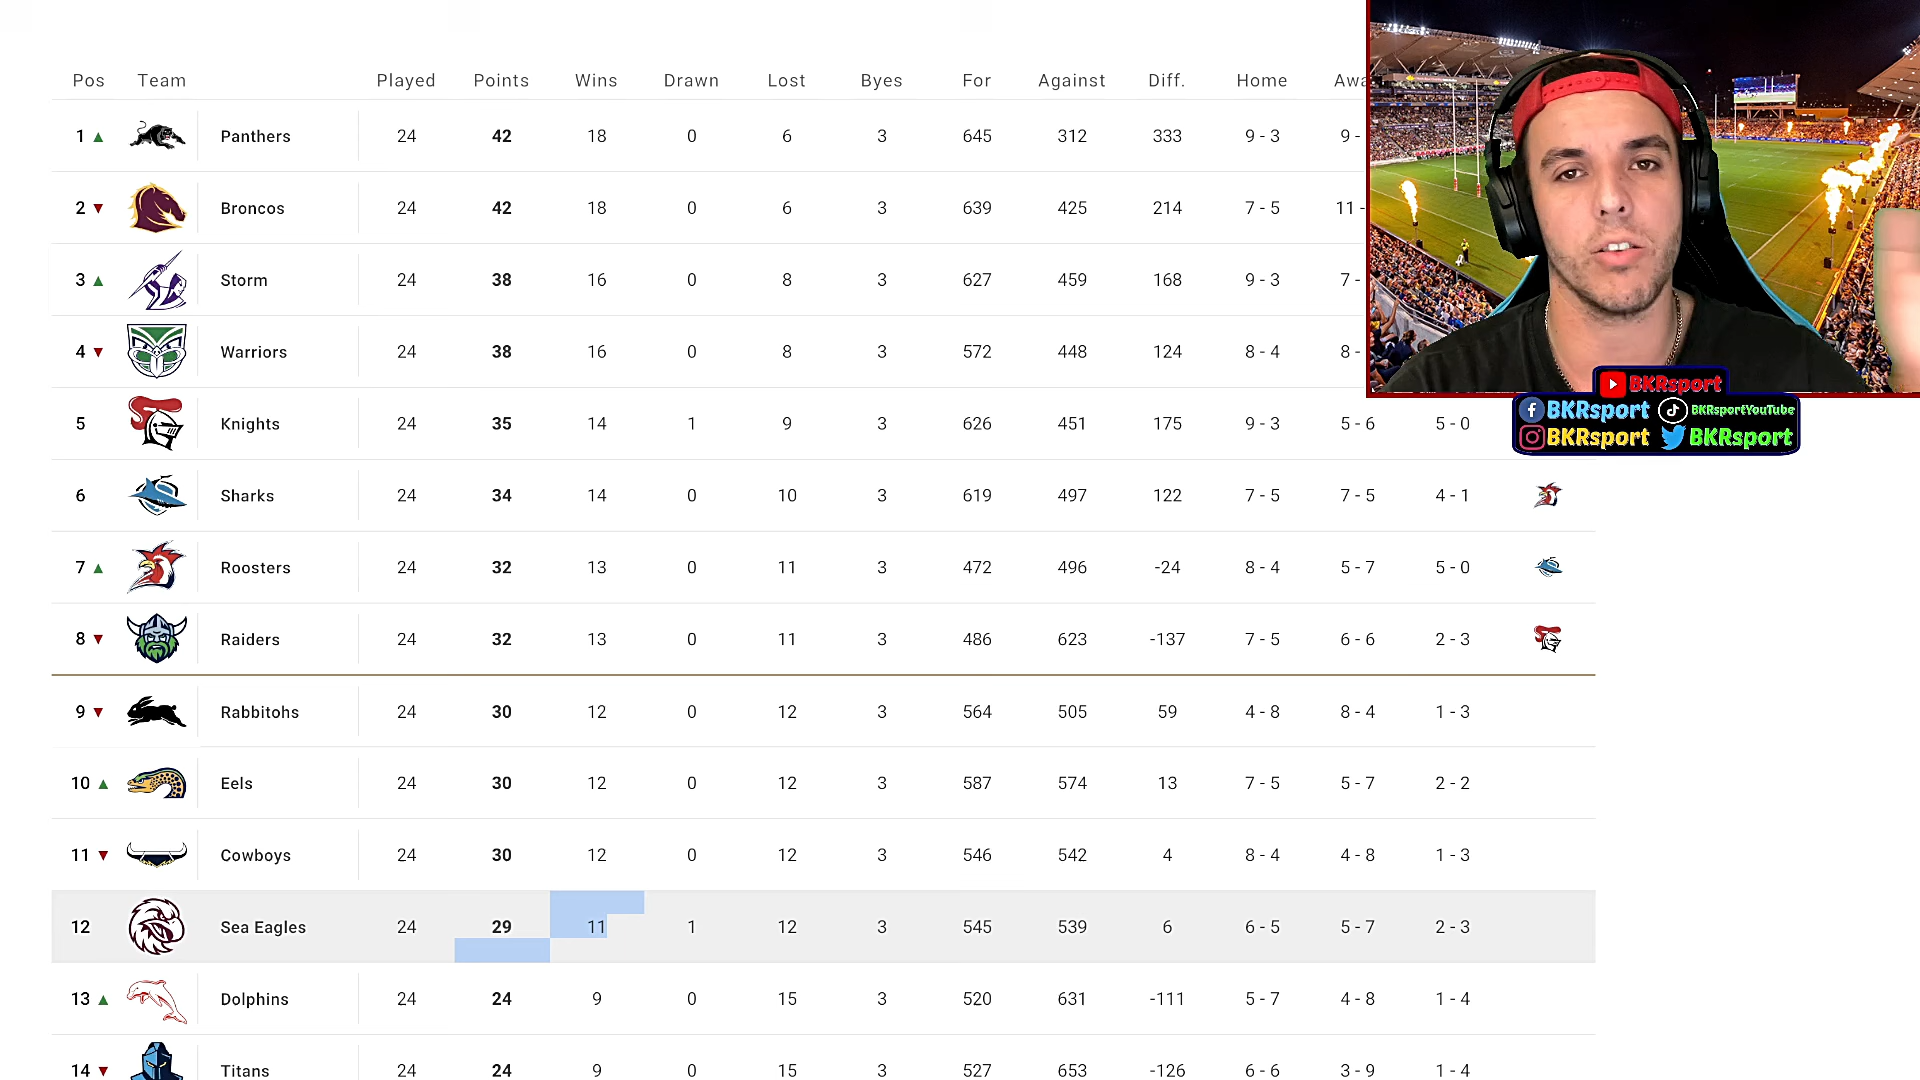 Pos Team Played Points Wins Drawn Lost Byes For Against Diff. Home Awa
1 Panthers 24 42 18 0 6 3 645 312 333 9 - 3 9 -
2 Broncos 24 42 18 0 6 3 639 425 214 7 - 5 11 -
3 Storm 24 38 16 0 8 3 627 459 168 9 - 3 7 -
4 Warriors 24 38 16 0 8 3 572 448 124 8 - 4 8 -
BKRsport
BKRsport BKRsportYouTube
BKRsport BKRsport
5 Knights 24 35 14 1 9 3 626 451 175 9 - 3 5 - 6 5 - 0
6 Sharks 24 34 14 0 10 3 619 497 122 7 - 5 7 - 5 4 - 1
7 Roosters 24 32 13 0 11 3 472 496 -24 8 - 4 5 - 7 5 - 0
8 Raiders 24 32 13 0 11 3 486 623 -137 7 - 5 6 - 6 2 - 3
9 Rabbitohs 24 30 12 0 12 3 564 505 59 4 - 8 8 - 4 1 - 3
10 Eels 24 30 12 0 12 3 587 574 13 7 - 5 5 - 7 2 - 2
11 Cowboys 24 30 12 0 12 3 546 542 4 8 - 4 4 - 8 1 - 3
12 Sea Eagles 24 29 11 1 12 3 545 539 6 6 - 5 5 - 7 2 - 3
13 Dolphins 24 24 9 0 15 3 520 631 -111 5 - 7 4 - 8 1 - 4
14 Titans 24 24 9 0 15 3 527 653 -126 6 - 6 3 - 9 1 - 4